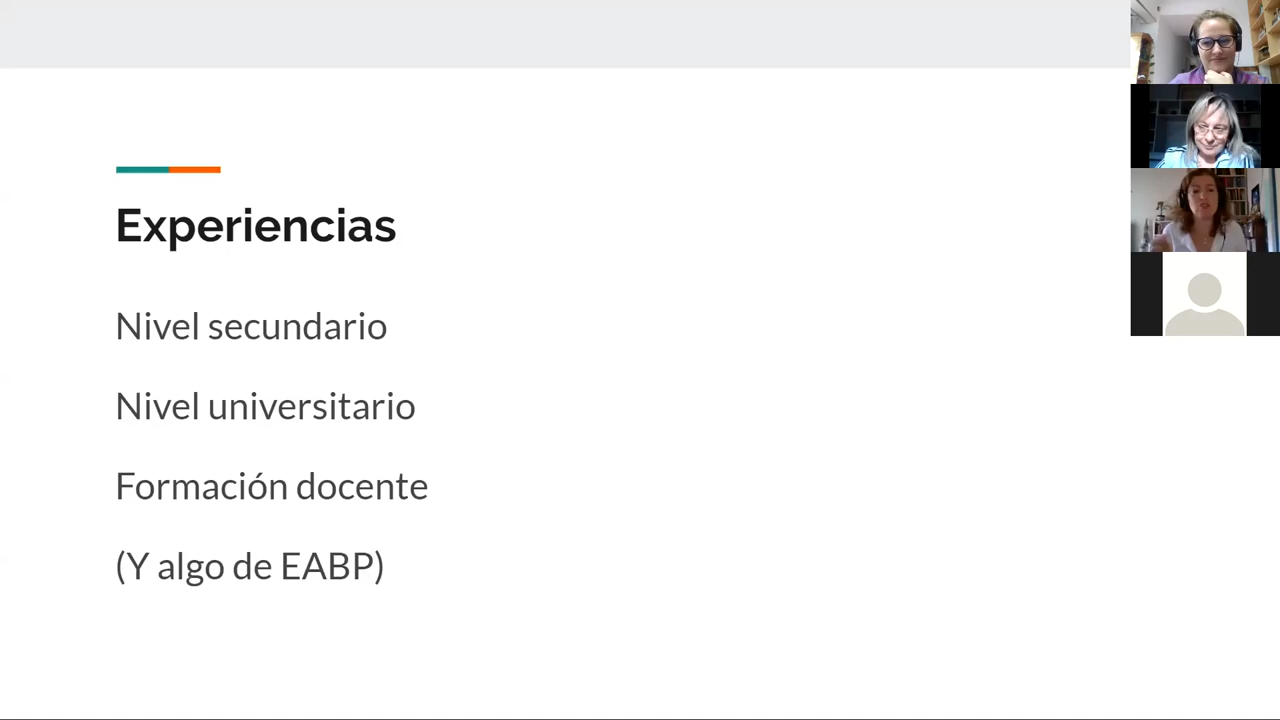 Experiencias
Nivel secundario
Nivel universitario
Formación docente
(Y algo de EABP)